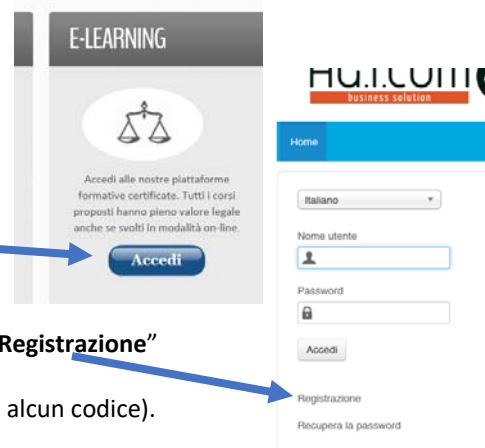 E-LEARNING
Accedi alle nostre piattaforme
formative certificate. Tutti i corsi
proposti hanno pieno valore legale
anche se svolti in modalità on-line.
Accedi
business solution
Home
Italiano
Nome utente
Password
Accedi
Registrazione
Recupera la password
Registrazione”
alcun codice).